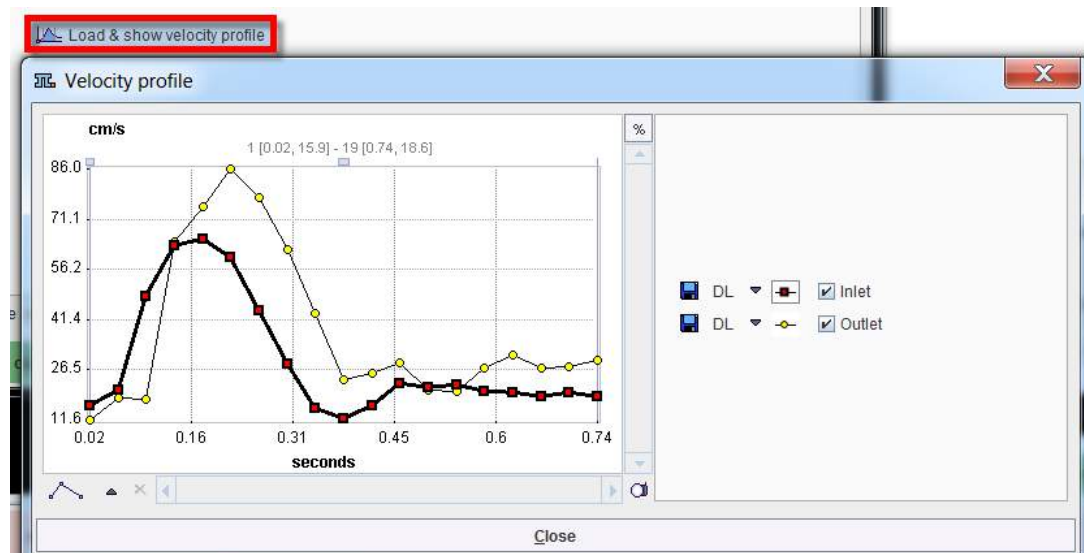 Load & show velocity profile
Velocity profile
X
cm/s
%
1 [0.02, 15.9] - 19 [0.74, 18.6]
86.0
71.1
56.2
41.4
26.5
11.6
0.02 0.16 0.31 0.45 0.6 0.74
seconds
DL Inlet
DL Outlet
Close